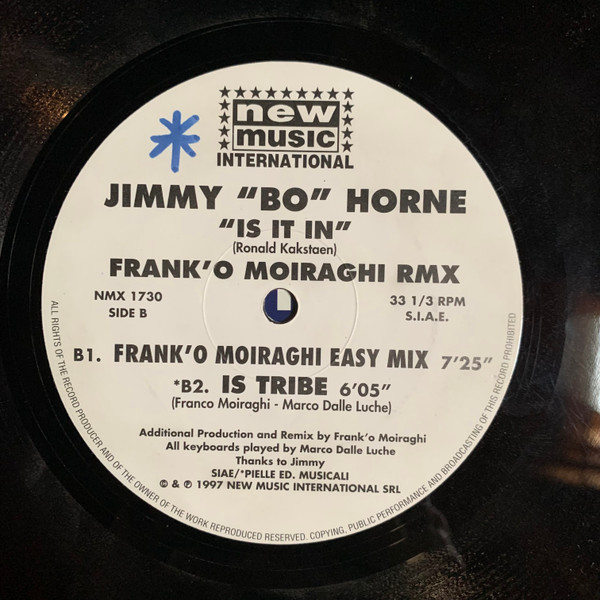 new
music
INTERNATIONAL
JIMMY "BO" HORNE
"IS IT IN"
(Ronald Kakstaen)
FRANK'O MOIRAGHI RMX
NMX 1730
SIDE B
33 1/3 RPM
S.I.A.E.
B1. FRANK'O MOIRAGHI EASY MIX 7'25"
*B2. IS TRIBE 6'05"
(Franco Moiraghi - Marco Dalle Luche)
Additional Production and Remix by Frank'o Moiraghi
All keyboards played by Marco Dalle Luche
Thanks to Jimmy
SIAE/*PIELLE ED. MUSICALI
© & ℗ 1997 NEW MUSIC INTERNATIONAL SRL
ALL RIGHTS OF THE RECORD PRODUCER AND OF THE OWNER OF THE WORK REPRODUCED RESERVED. COPYING, PUBLIC PERFORMANCE AND BROADCASTING OF THIS RECORD PROHIBITED